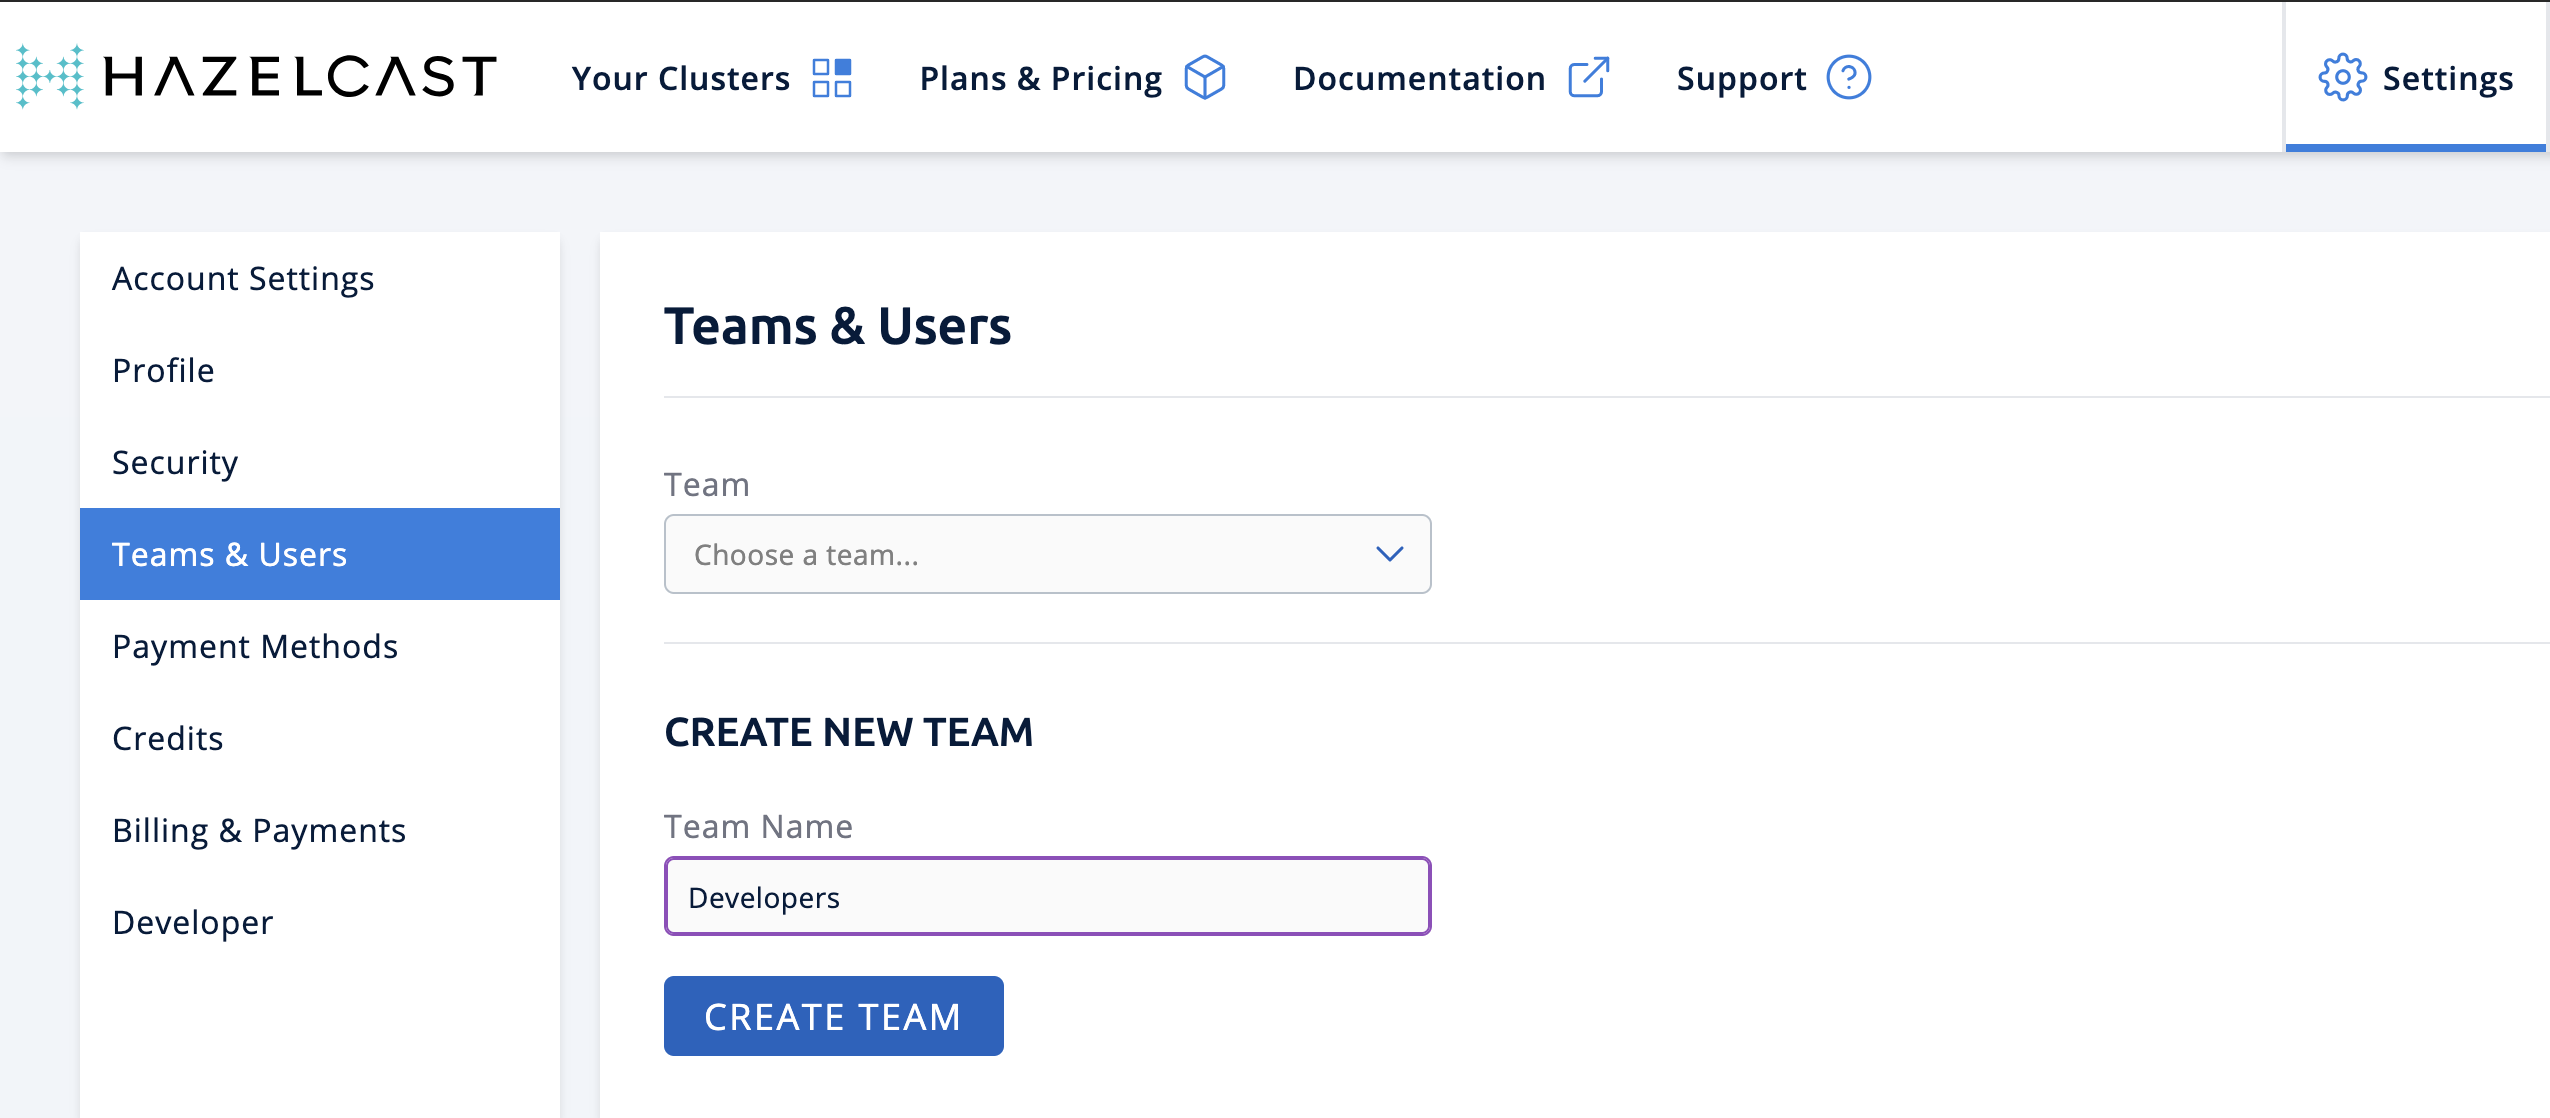 HAZELCAST Your Clusters Plans & Pricing Documentation Support ? Settings
Account Settings
Profile
Security
Teams & Users
Payment Methods
Credits
Billing & Payments
Developer
Teams & Users
Team
Choose a team...
CREATE NEW TEAM
Team Name
Developers
CREATE TEAM